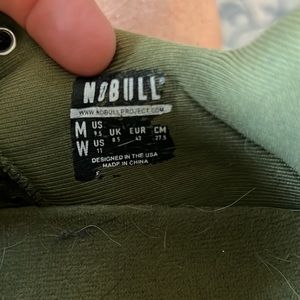 NOBULL
WWW.NOBULLPROJECT.COM
M US 9.5 UK 8.5 EUR 43 CM 27.5
W US 11
DESIGNED IN THE USA
MADE IN CHINA